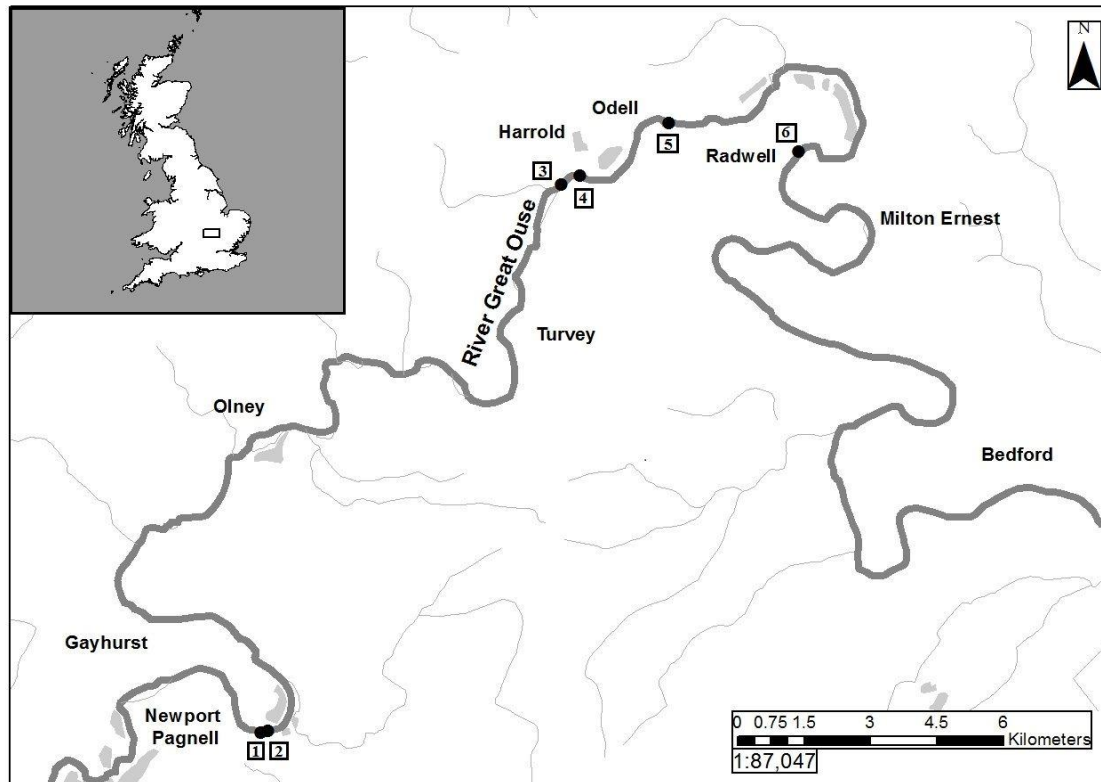 N
Odell
Harrold
5
6
Radwell
3
4
Milton Ernest
River Great Ouse
Turvey
Olney
Bedford
Gayhurst
Newport
Pagnell
1 2
0 0.75 1.5 3 4.5 6
Kilometers
1:87,047